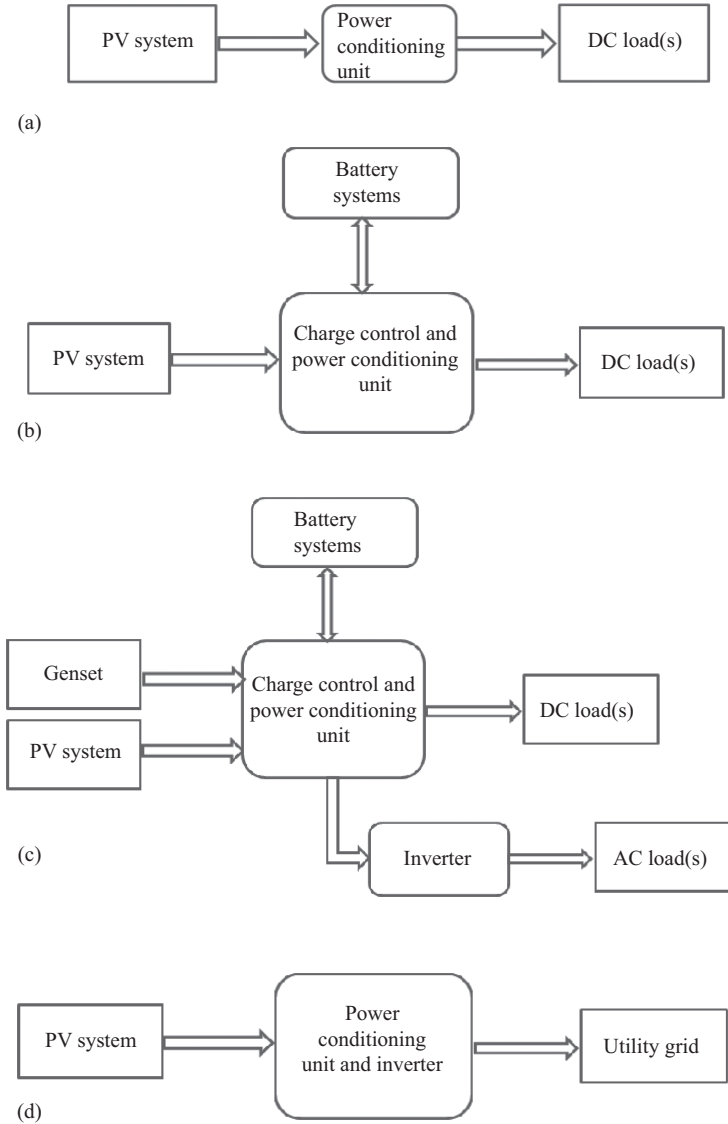 PV system
Power
conditioning
unit
DC load(s)
(a)
Battery
systems
PV system
Charge control and
power conditioning
unit
DC load(s)
(b)
Battery
systems
Genset
PV system
Charge control and
power conditioning
unit
DC load(s)
(c)
Inverter
AC load(s)
PV system
Power
conditioning
unit and inverter
Utility grid
(d)